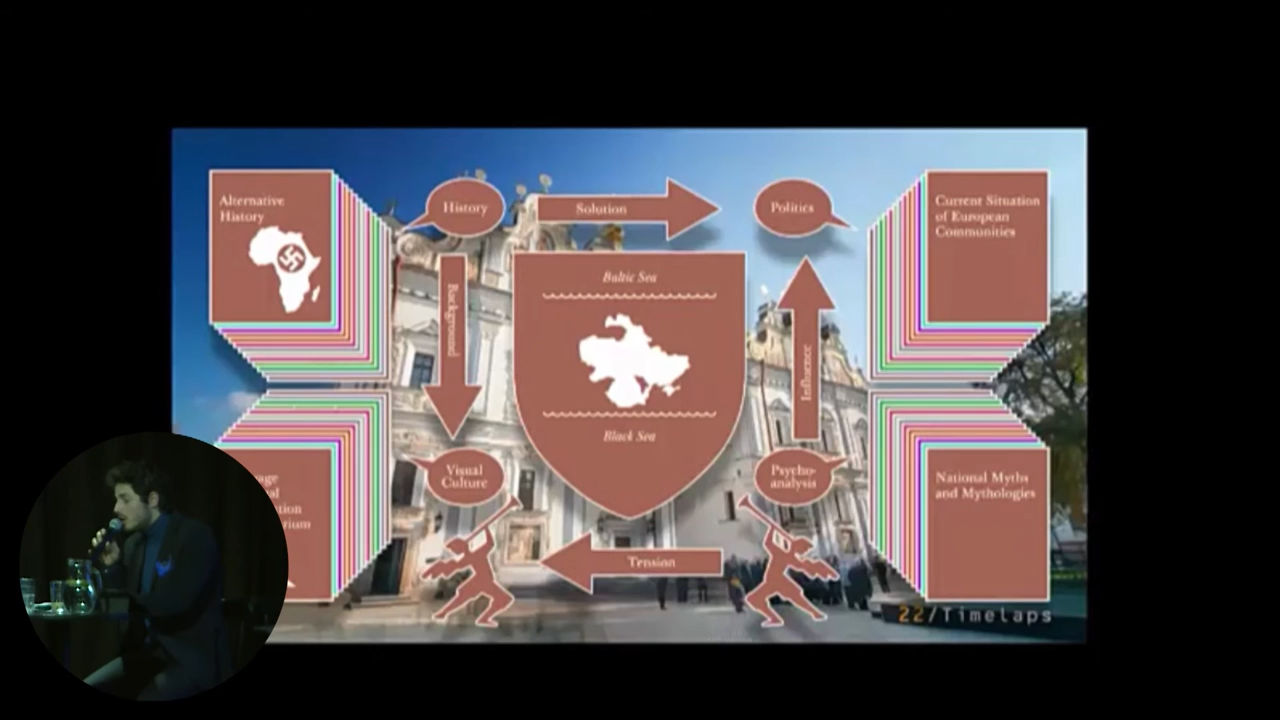 Alternative
History
History
Solution
Politics
Current Situation
of European
Communities
Background
Baltic Sea
Black Sea
Influence
Visual
Culture
Psycho-
analysis
National Myths
and Mythologies
Tension
22/Timelaps